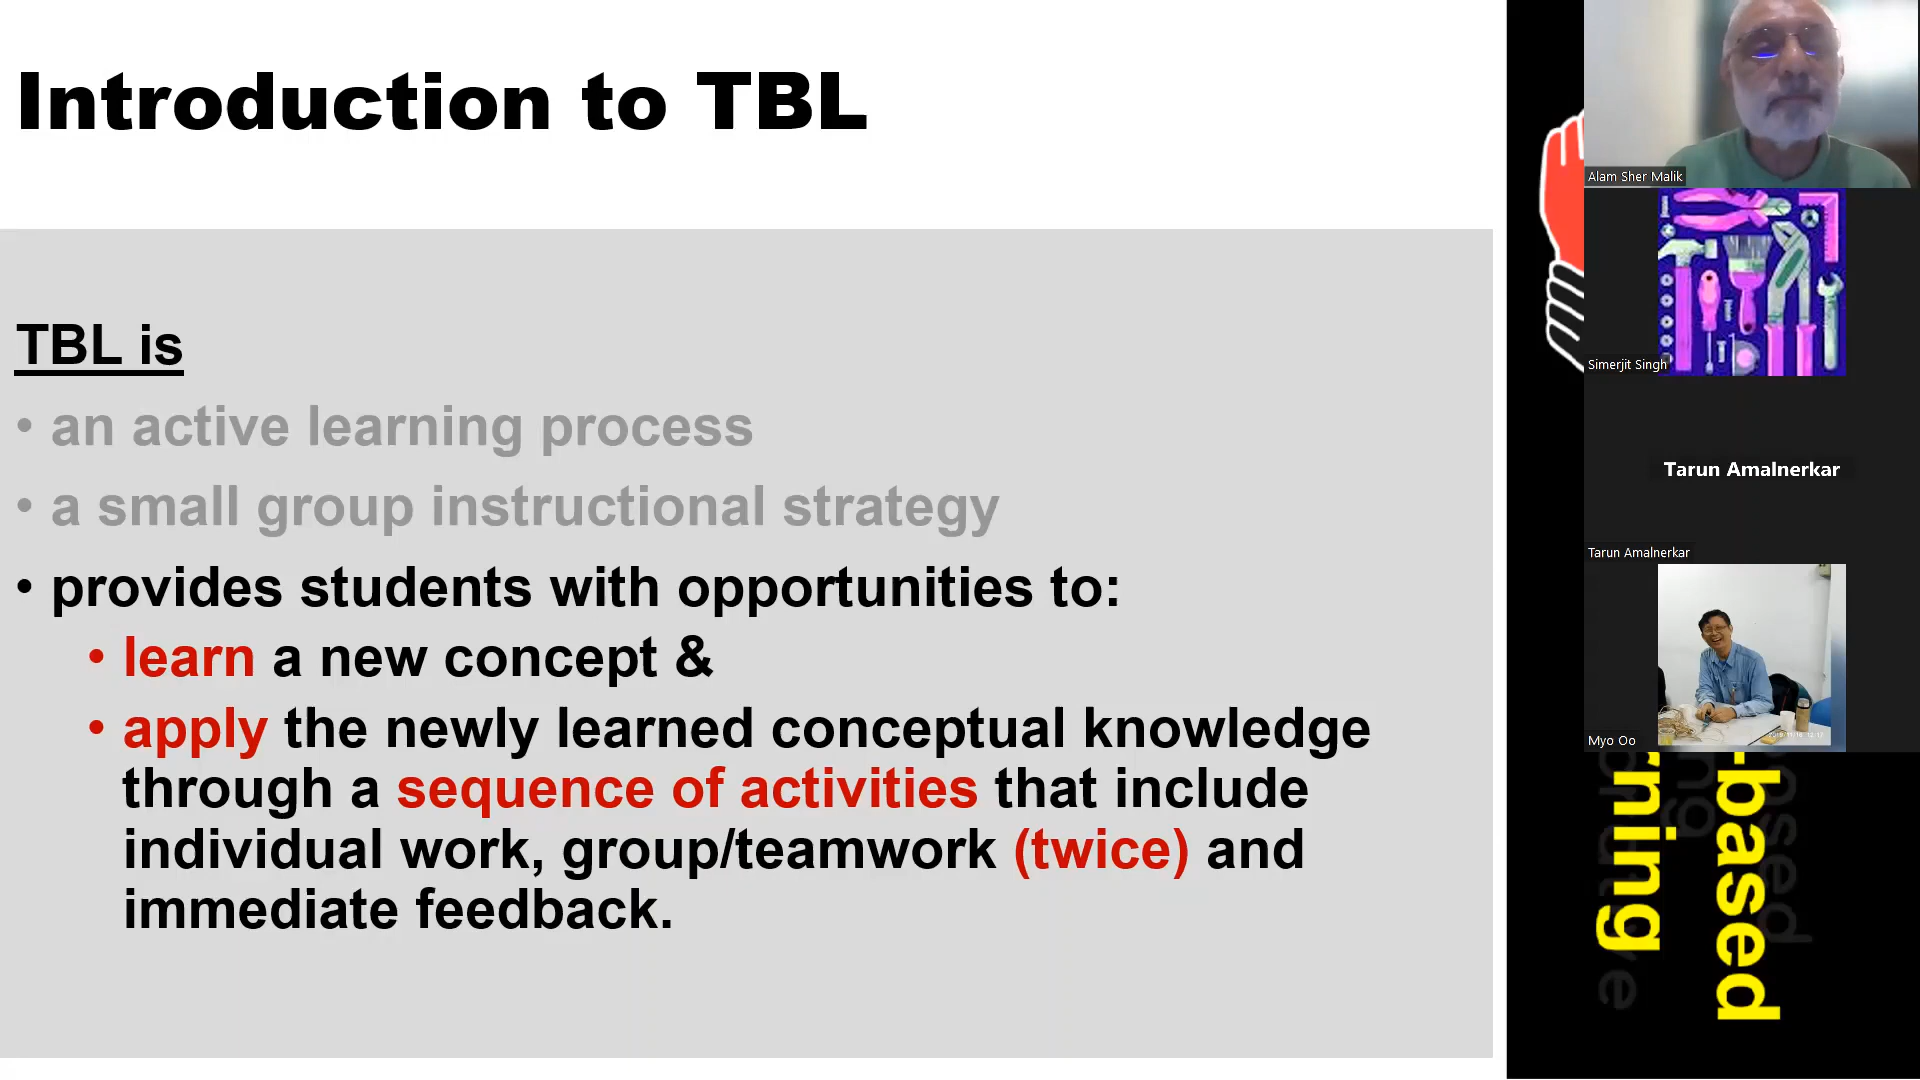 Introduction to TBL
TBL is
• an active learning process
• a small group instructional strategy
• provides students with opportunities to:
• learn a new concept &
• apply the newly learned conceptual knowledge
through a sequence of activities that include
individual work, group/teamwork (twice) and
immediate feedback.
Alam Sher Malik
Simerjit Singh
Tarun Amalnerkar
Tarun Amalnerkar
Myo Oo
-based
rning